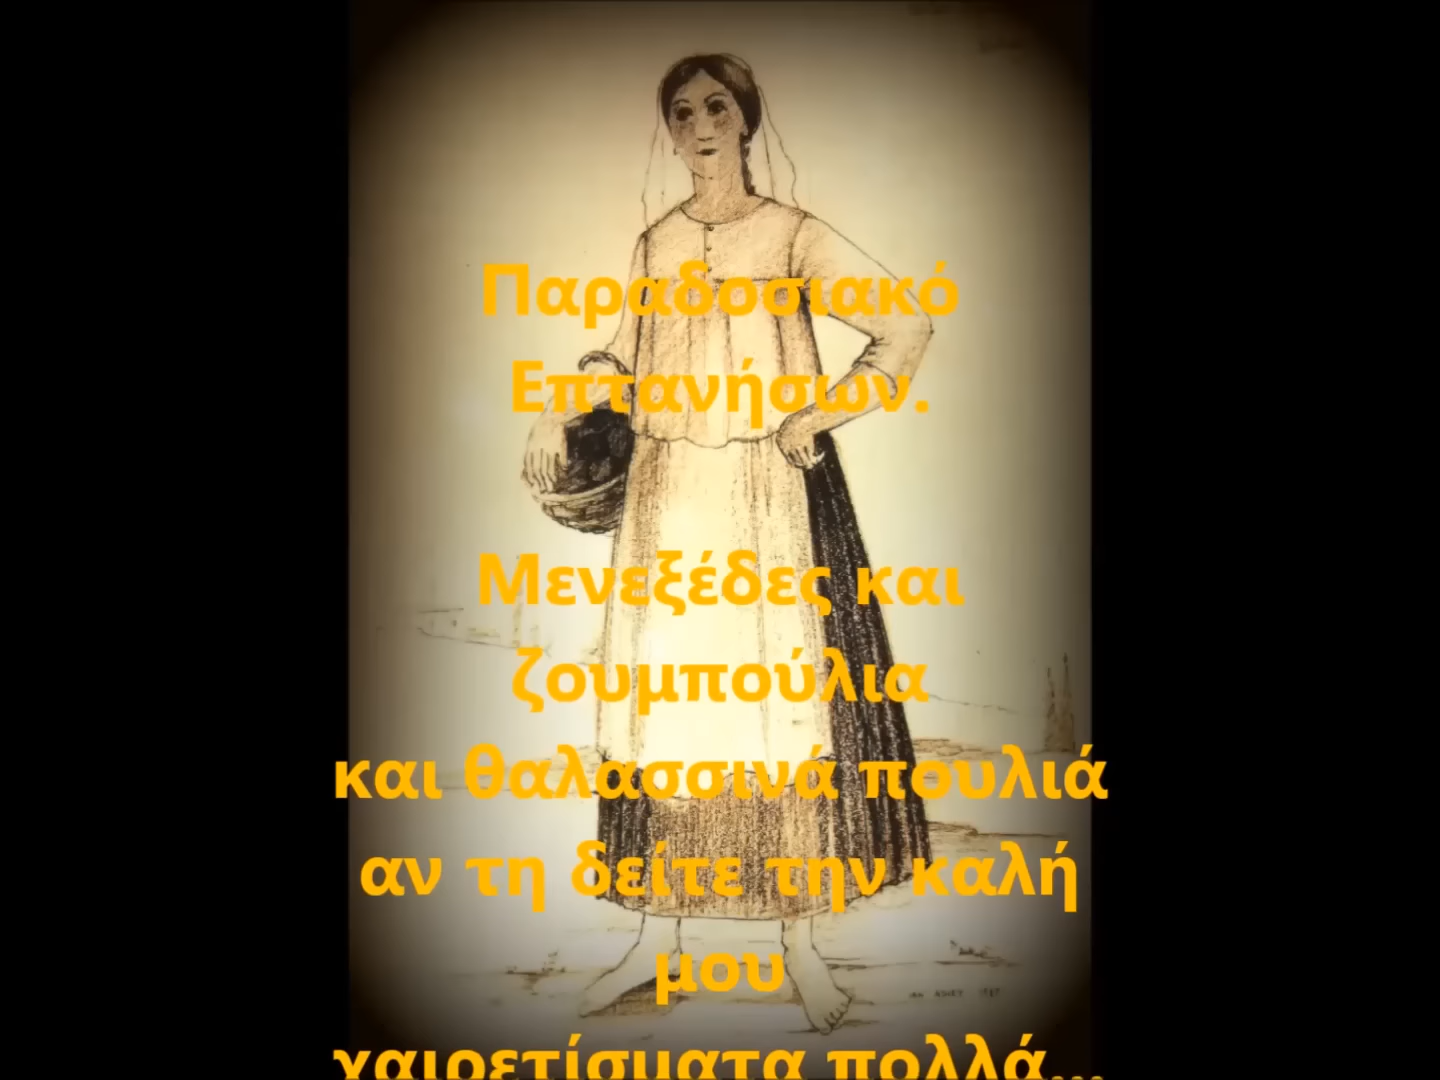 Παραδοσιακό
Επτανήσων.
Μενεξέδες και
ζουμπούλια
και θαλασσινά πουλιά
αν τη δείτε την καλή
μου
χαιρετίσματα πολλά...